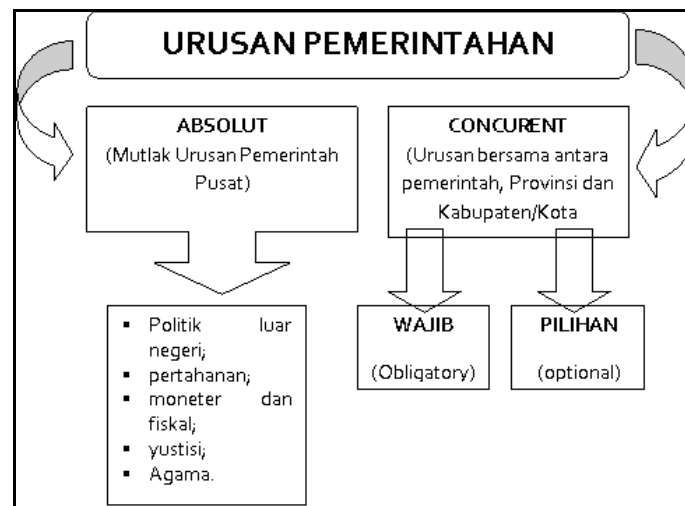 URUSAN PEMERINTAHAN
ABSOLUT
(Mutlak Urusan Pemerintah
Pusat)
CONCURENT
(Urusan bersama antara
pemerintah, Provinsi dan
Kabupaten/Kota
▪ Politik luar
negeri;
▪ pertahanan;
▪ moneter dan
fiskal;
▪ yustisi;
▪ Agama.
WAJIB
(Obligatory)
PILIHAN
(optional)